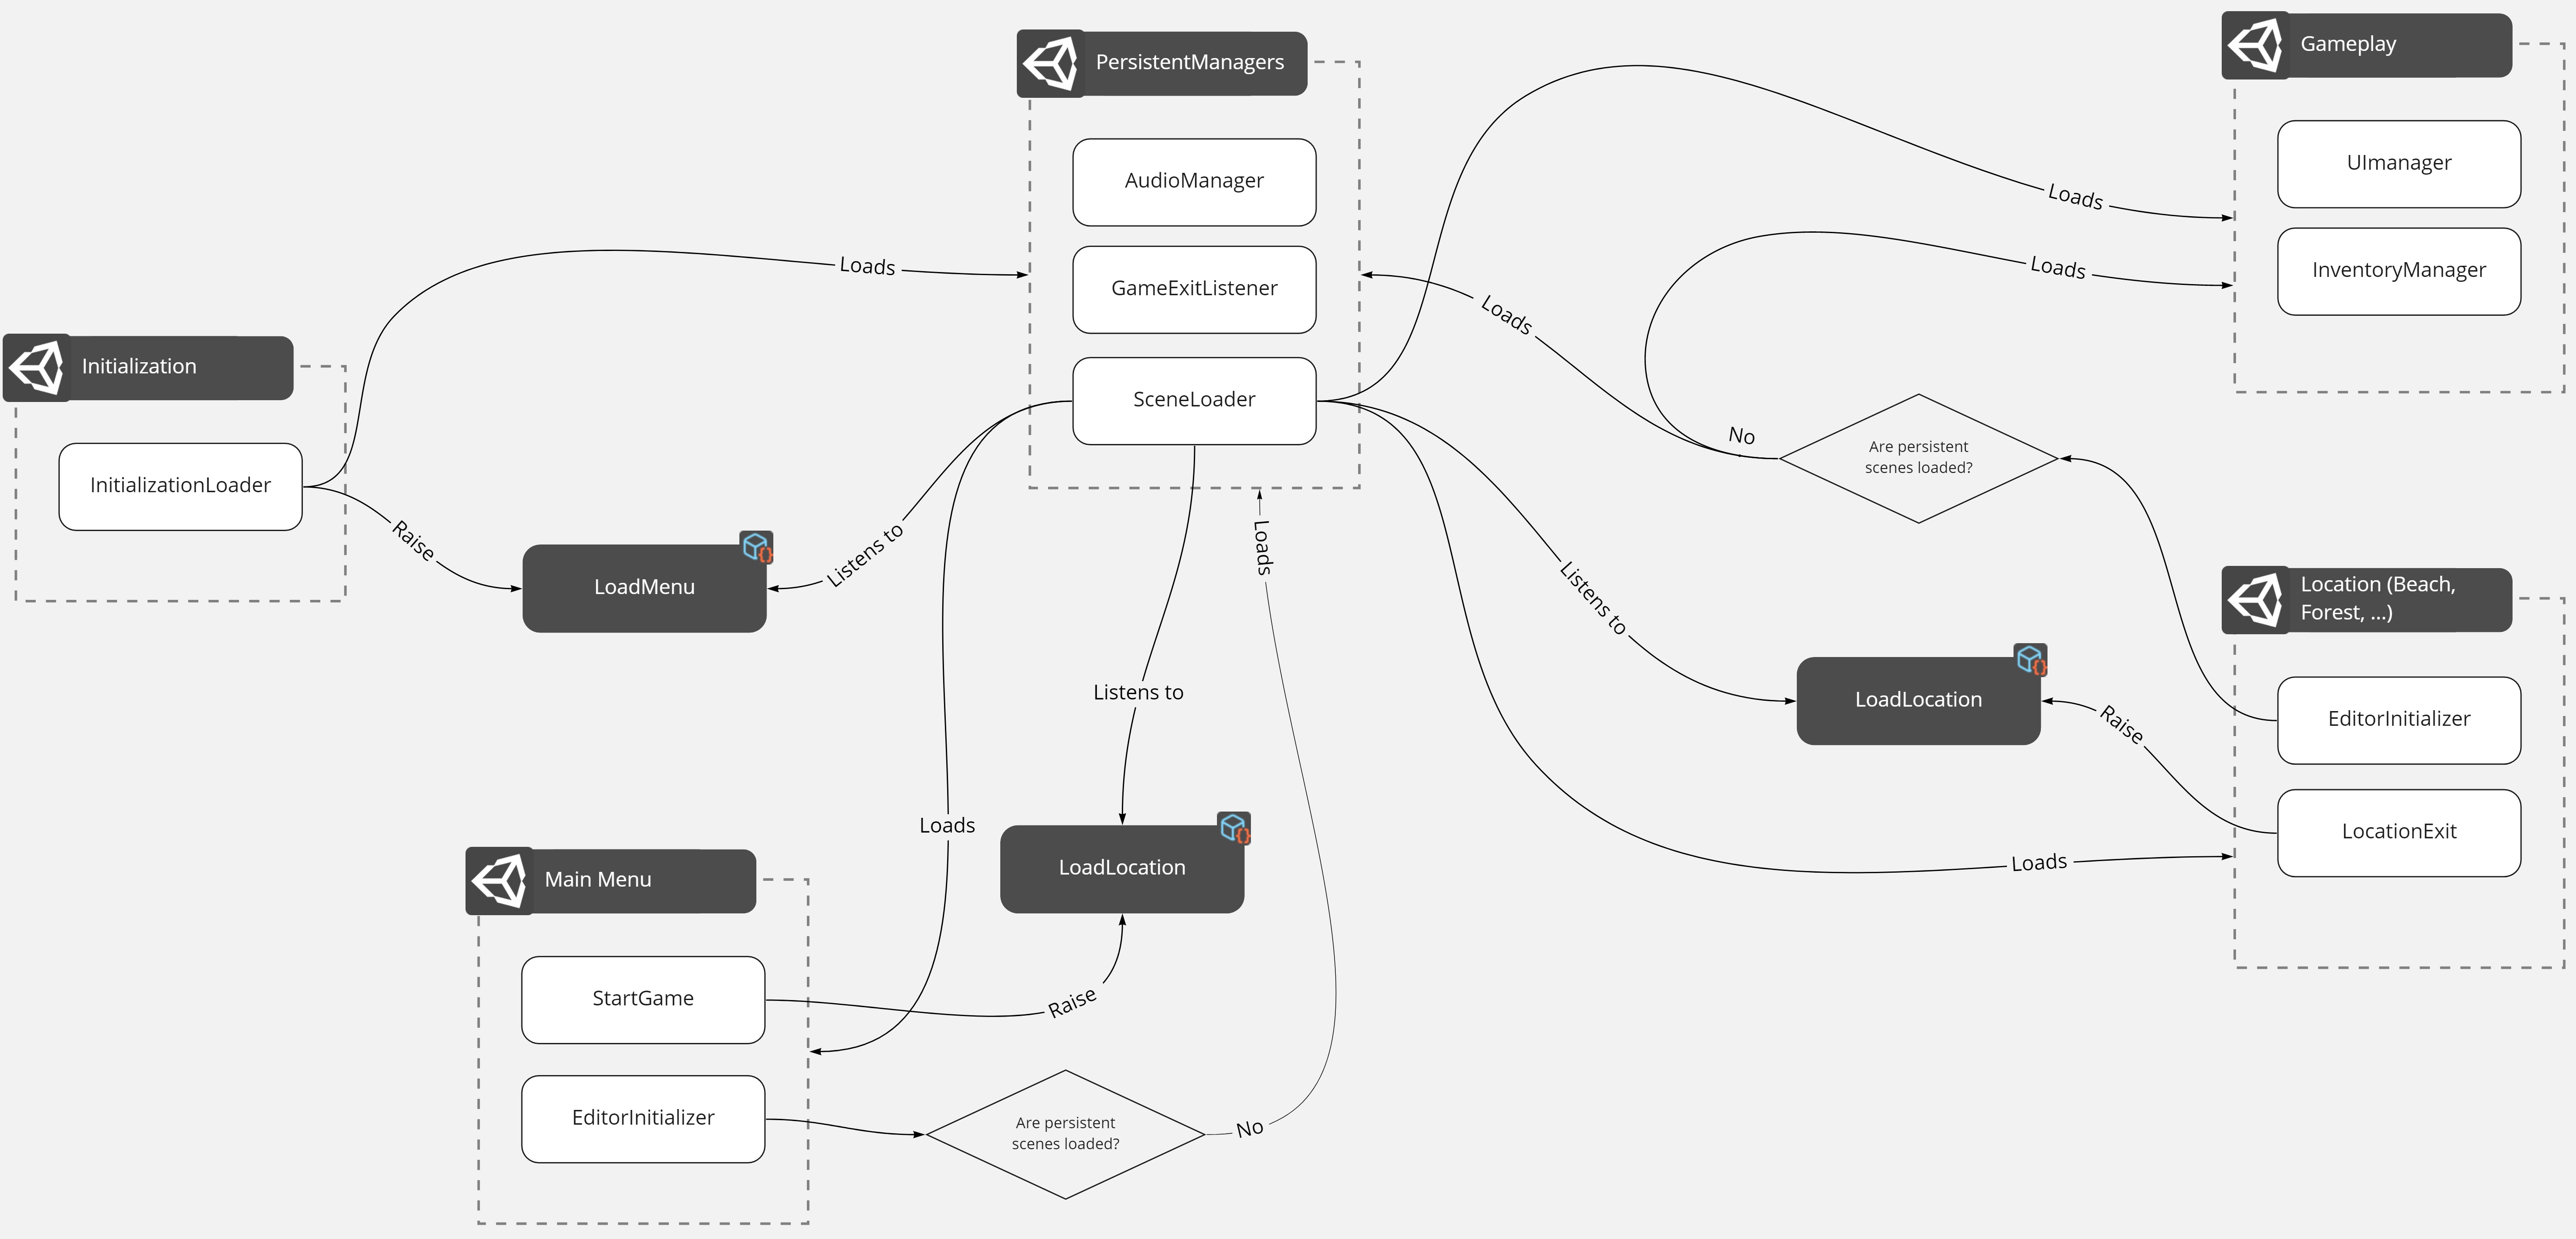 PersistentManagers
AudioManager
GameExitListener
SceneLoader
Gameplay
UImanager
InventoryManager
Loads
Loads
Loads
Loads
Initialization
InitializationLoader
Raise
LoadMenu
Listens to
Loads
Listens to
No
Are persistent
scenes loaded?
Location (Beach,
Forest, ...)
EditorInitializer
LocationExit
Listens to
LoadLocation
Raise
Loads
Loads
LoadLocation
Main Menu
StartGame
EditorInitializer
Raise
Are persistent
scenes loaded?
No